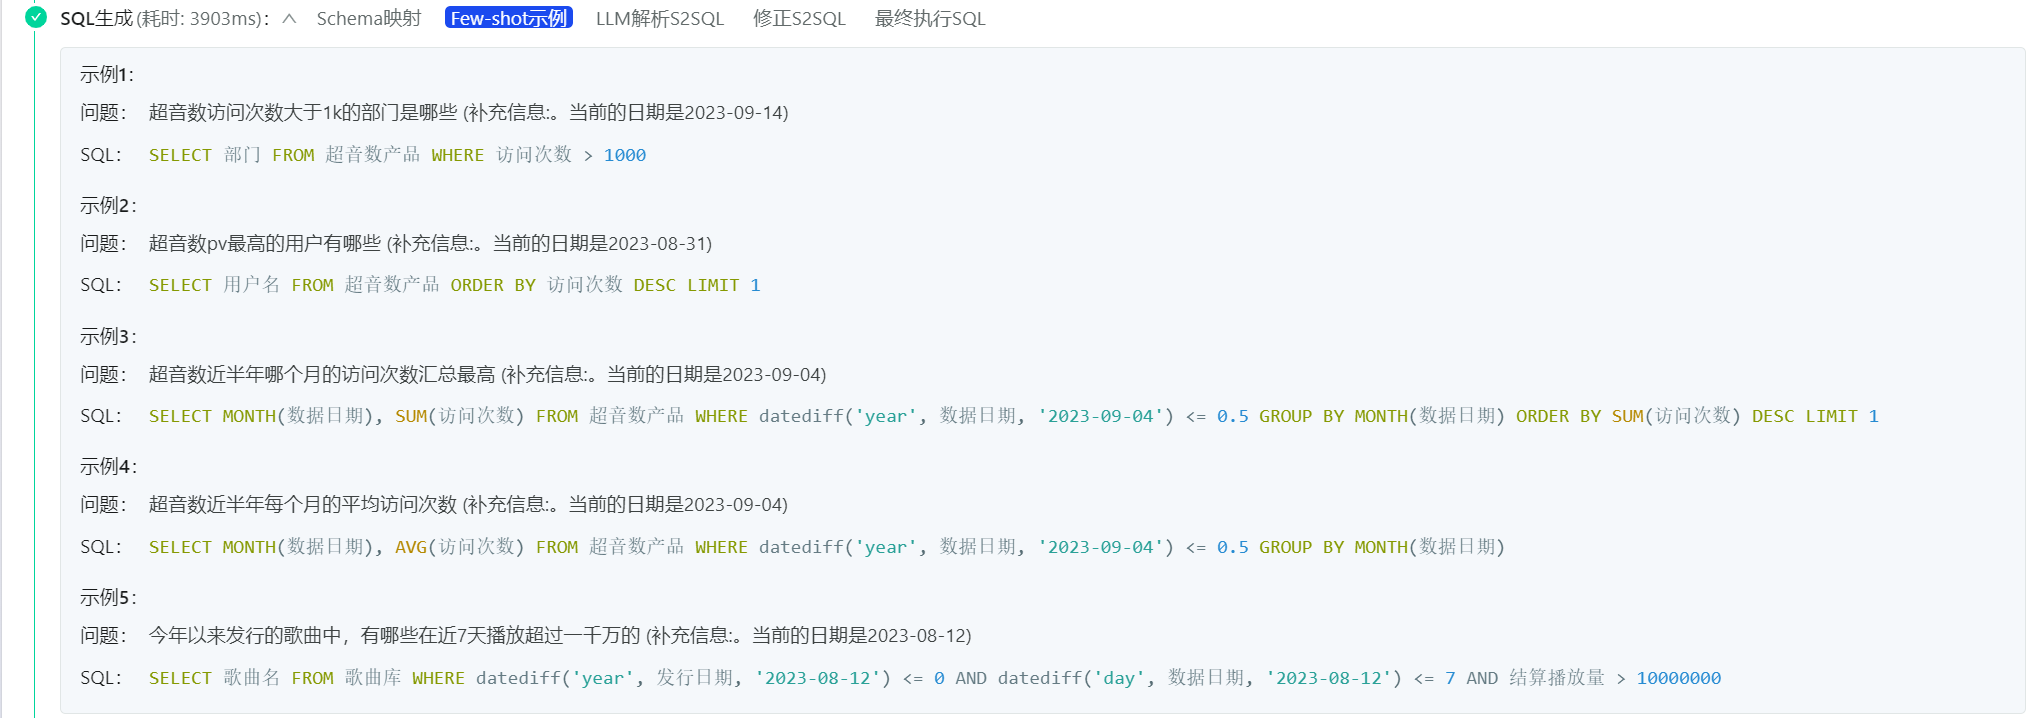 SQL生成(耗时: 3903ms)： Schema映射 Few-shot示例 LLM解析S2SQL 修正S2SQL 最终执行SQL
示例1：
问题： 超音数访问次数大于1k的部门是哪些 (补充信息:。当前的日期是2023-09-14)
SQL： SELECT 部门 FROM 超音数产品 WHERE 访问次数 > 1000
示例2：
问题： 超音数pv最高的用户有哪些 (补充信息:。当前的日期是2023-08-31)
SQL： SELECT 用户名 FROM 超音数产品 ORDER BY 访问次数 DESC LIMIT 1
示例3：
问题： 超音数近半年哪个月的访问次数汇总最高 (补充信息:。当前的日期是2023-09-04)
SQL： SELECT MONTH(数据日期), SUM(访问次数) FROM 超音数产品 WHERE datediff('year', 数据日期, '2023-09-04') <= 0.5 GROUP BY MONTH(数据日期) ORDER BY SUM(访问次数) DESC LIMIT 1
示例4：
问题： 超音数近半年每个月的平均访问次数 (补充信息:。当前的日期是2023-09-04)
SQL： SELECT MONTH(数据日期), AVG(访问次数) FROM 超音数产品 WHERE datediff('year', 数据日期, '2023-09-04') <= 0.5 GROUP BY MONTH(数据日期)
示例5：
问题： 今年以来发行的歌曲中，有哪些在近7天播放超过一千万的 (补充信息:。当前的日期是2023-08-12)
SQL： SELECT 歌曲名 FROM 歌曲库 WHERE datediff('year', 发行日期, '2023-08-12') <= 0 AND datediff('day', 数据日期, '2023-08-12') <= 7 AND 结算播放量 > 10000000